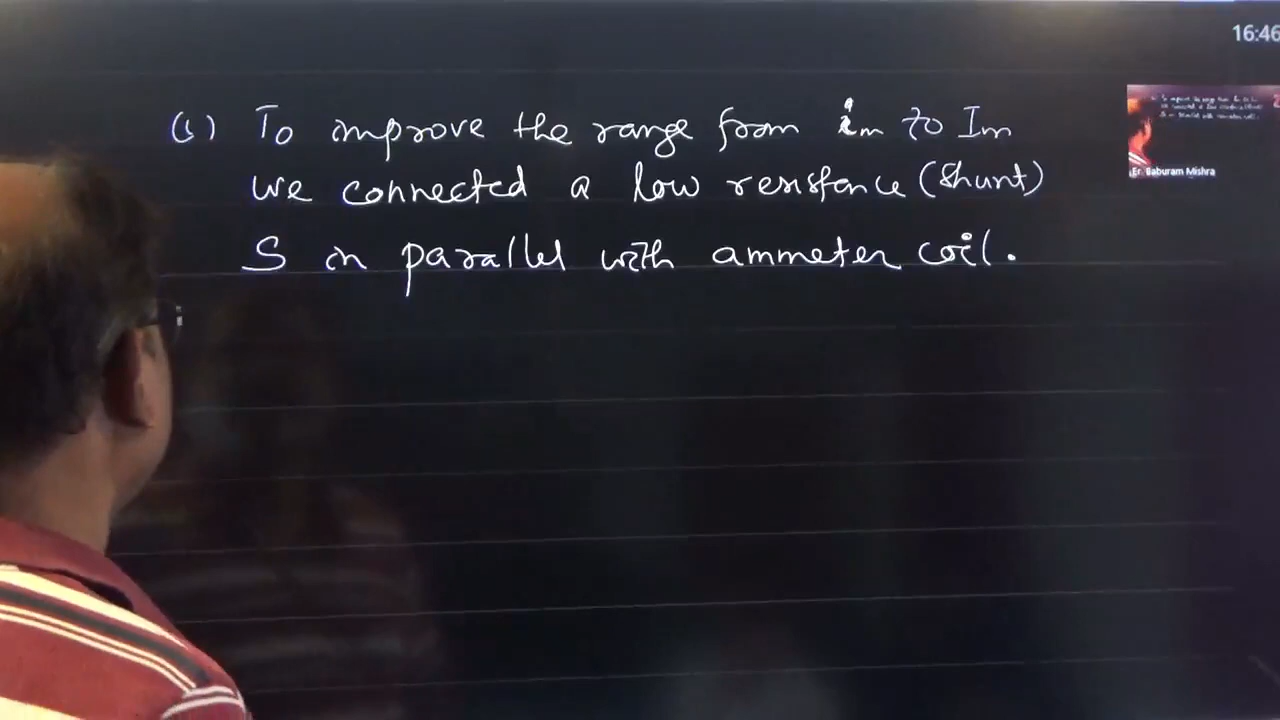 16:46
(i) To improve the range from im to Im
we connected a low resistance (Shunt)
S in parallel with ammeter coil.
Er. Baburam Mishra